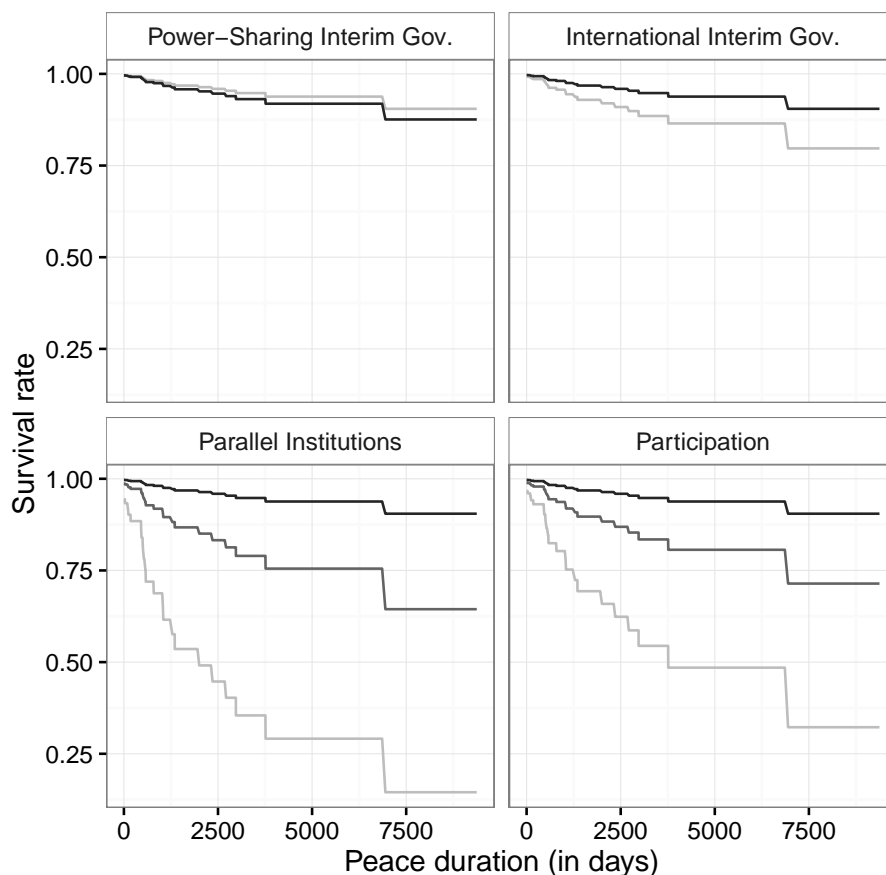 Power−Sharing Interim Gov.
International Interim Gov.
1.00
0.75
0.50
0.25
Survival rate
Parallel Institutions
Participation
1.00
0.75
0.50
0.25
0 2500 5000 7500
0 2500 5000 7500
Peace duration (in days)